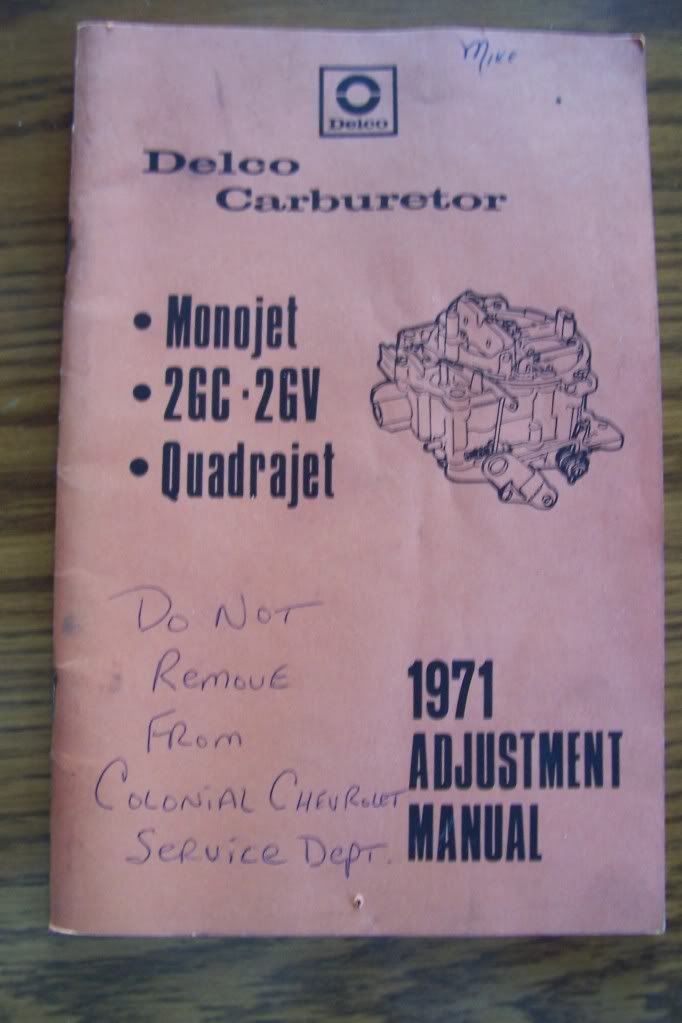 Mike
Delco
Delco
Carburetor
• Monojet
• 2GC · 2GV
• Quadrajet
Do Not
Remove
From
Colonial Chevrolet
Service Dept.
1971
ADJUSTMENT
MANUAL